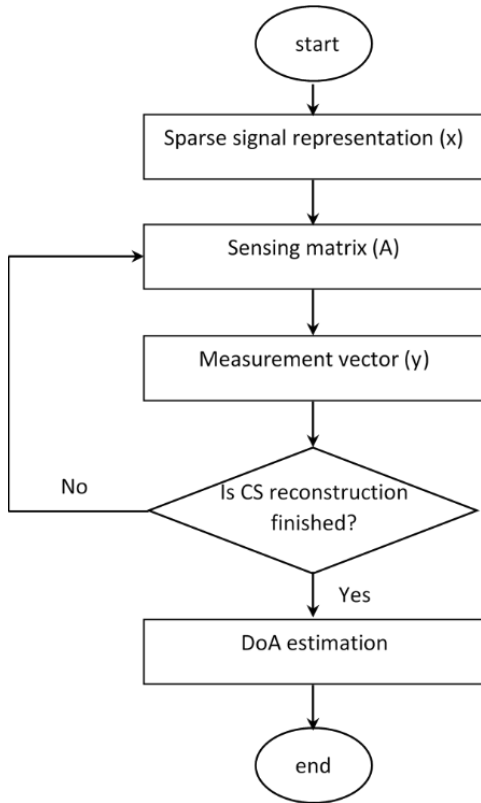 start
Sparse signal representation (x)
Sensing matrix (A)
Measurement vector (y)
Is CS reconstruction
finished?
No
Yes
DoA estimation
end